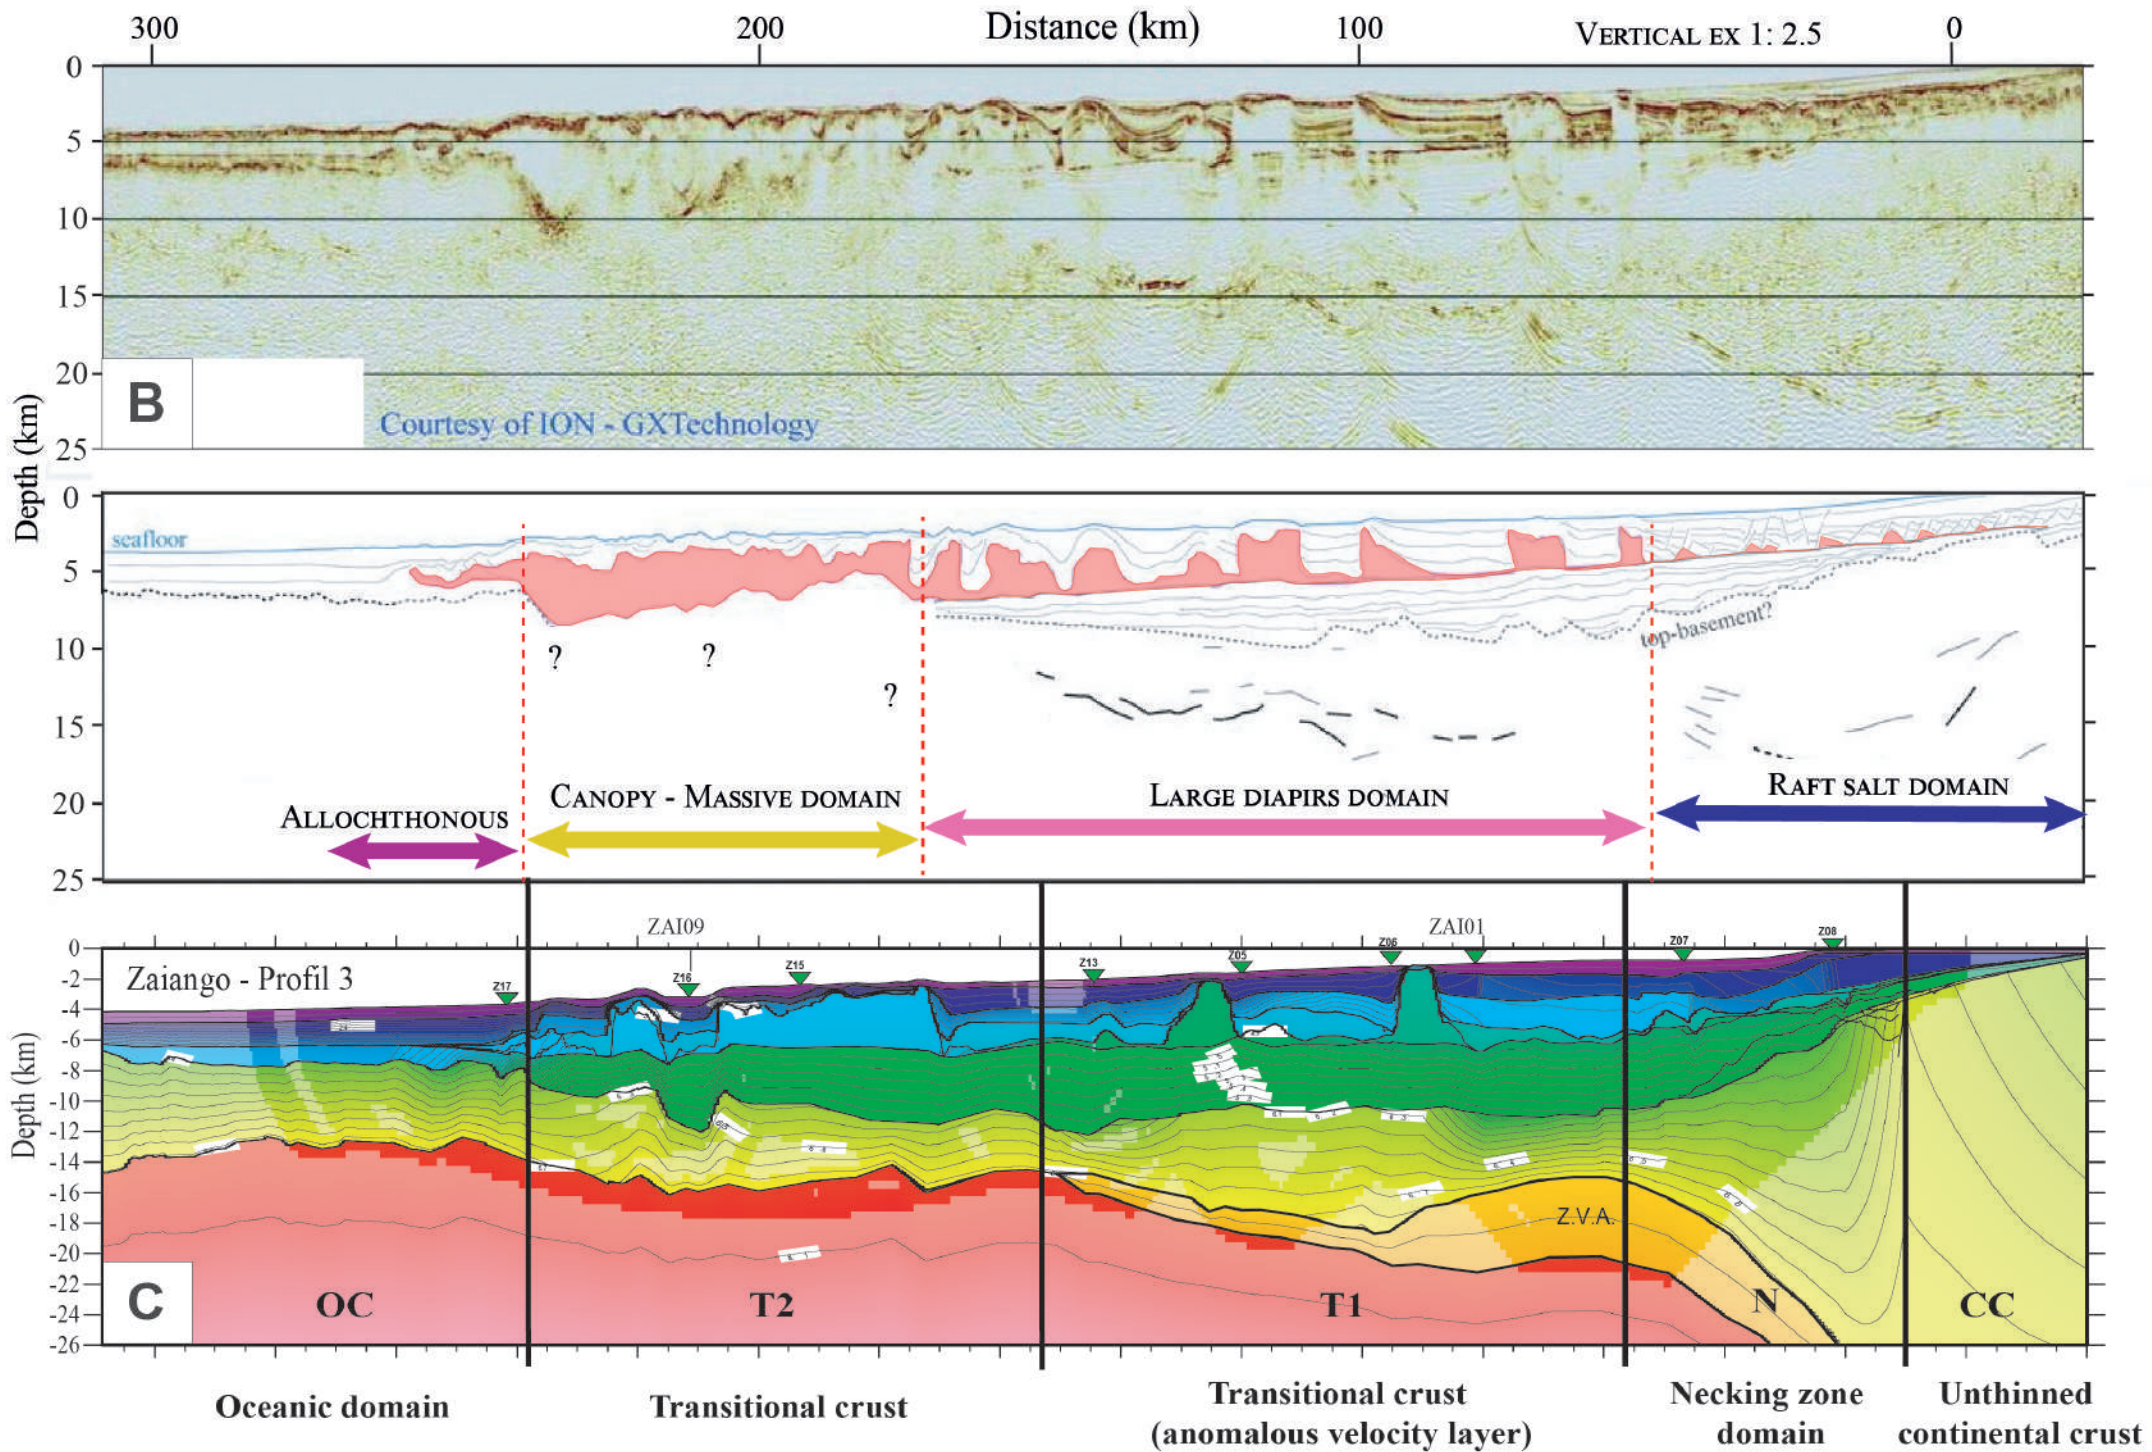 300 200 Distance (km) 100 VERTICAL EX 1: 2.5 0
0
5
10
15
20
25
B
Courtesy of ION - GXTechnology
Depth (km)
0
5
10
15
20
25
seafloor
top-basement?
? ? ?
ALLOCHTHONOUS
CANOPY - MASSIVE DOMAIN
LARGE DIAPIRS DOMAIN
RAFT SALT DOMAIN
ZAI09 ZAI01
Zaiango - Profil 3
Z17 Z16 Z15 Z13 Z05 Z06 Z07 Z08
Depth (km)
0
-2
-4
-6
-8
-10
-12
-14
-16
-18
-20
-22
-24
-26
Z.V.A.
C
OC T2 T1 N CC
Oceanic domain
Transitional crust
Transitional crust
(anomalous velocity layer)
Necking zone
domain
Unthinned
continental crust